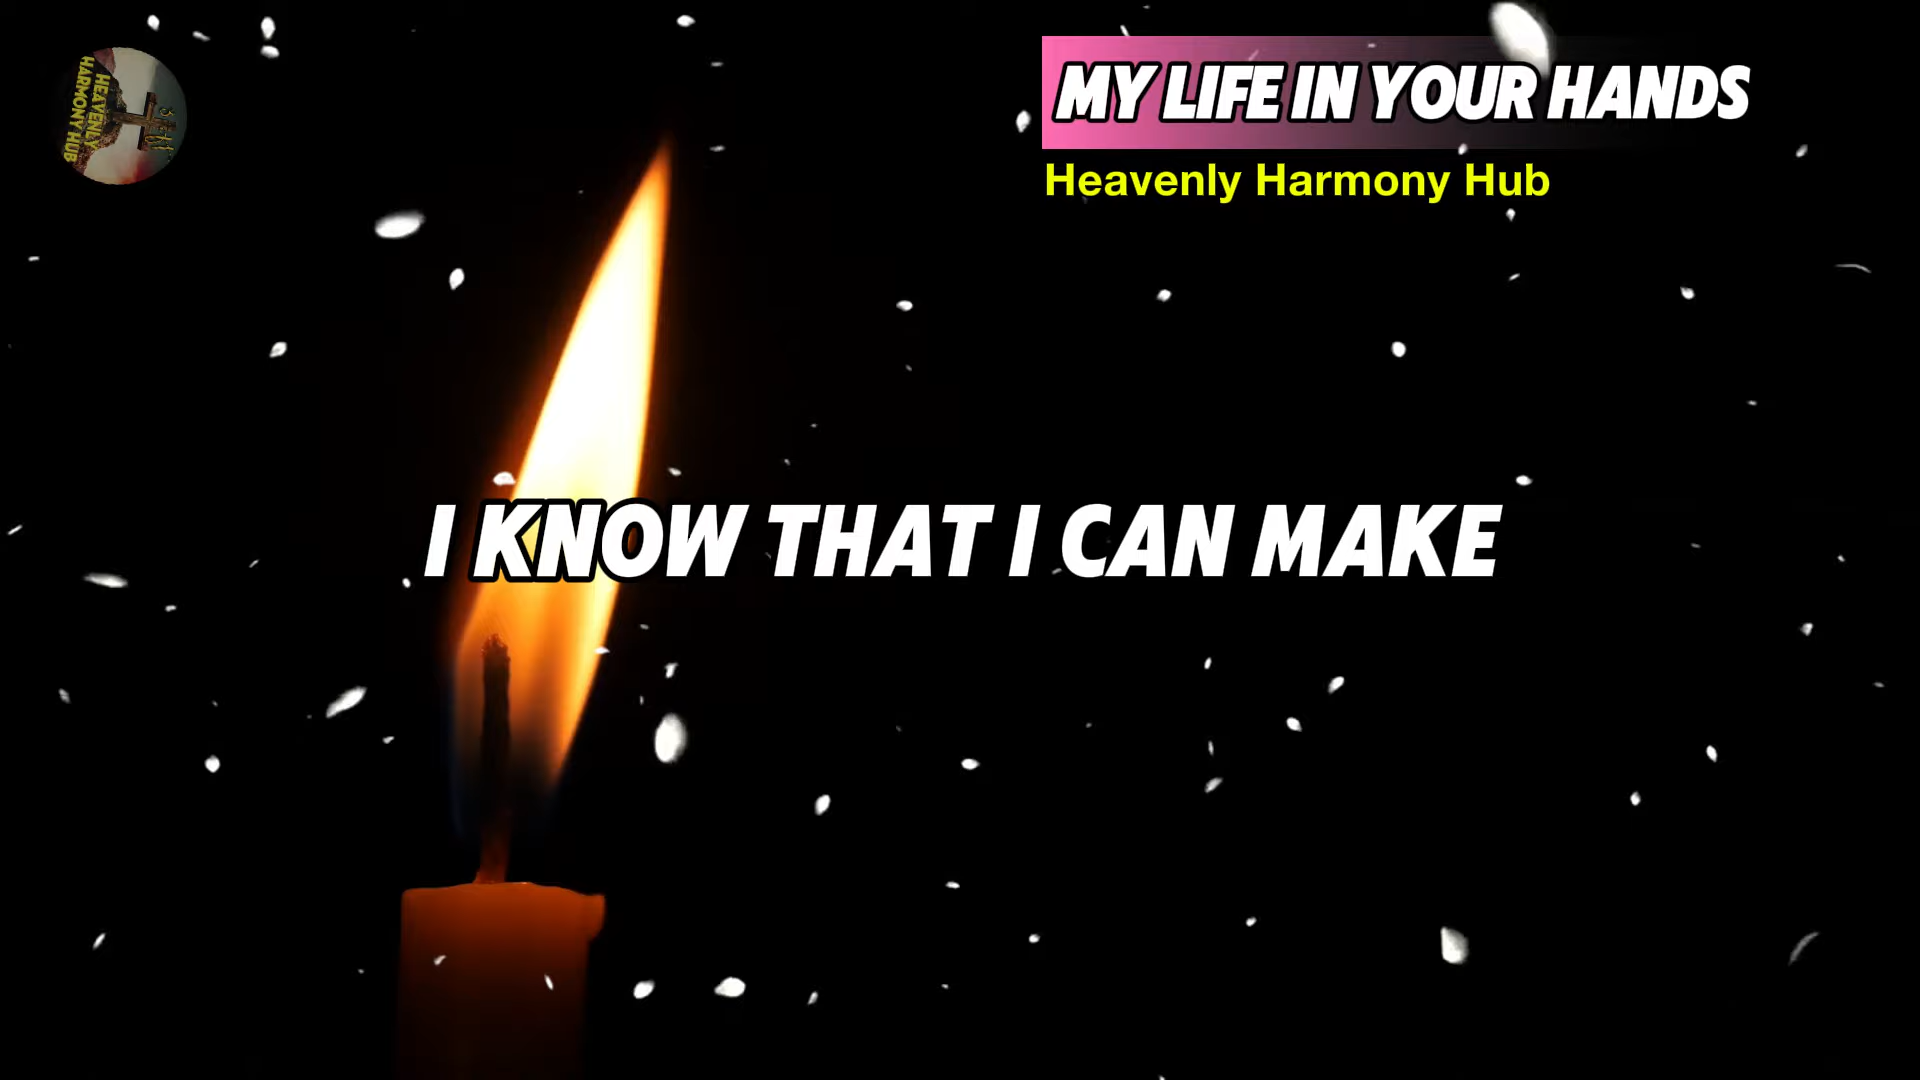 HEAVENLY
HARMONY HUB
MY LIFE IN YOUR HANDS
Heavenly Harmony Hub
I KNOW THAT I CAN MAKE